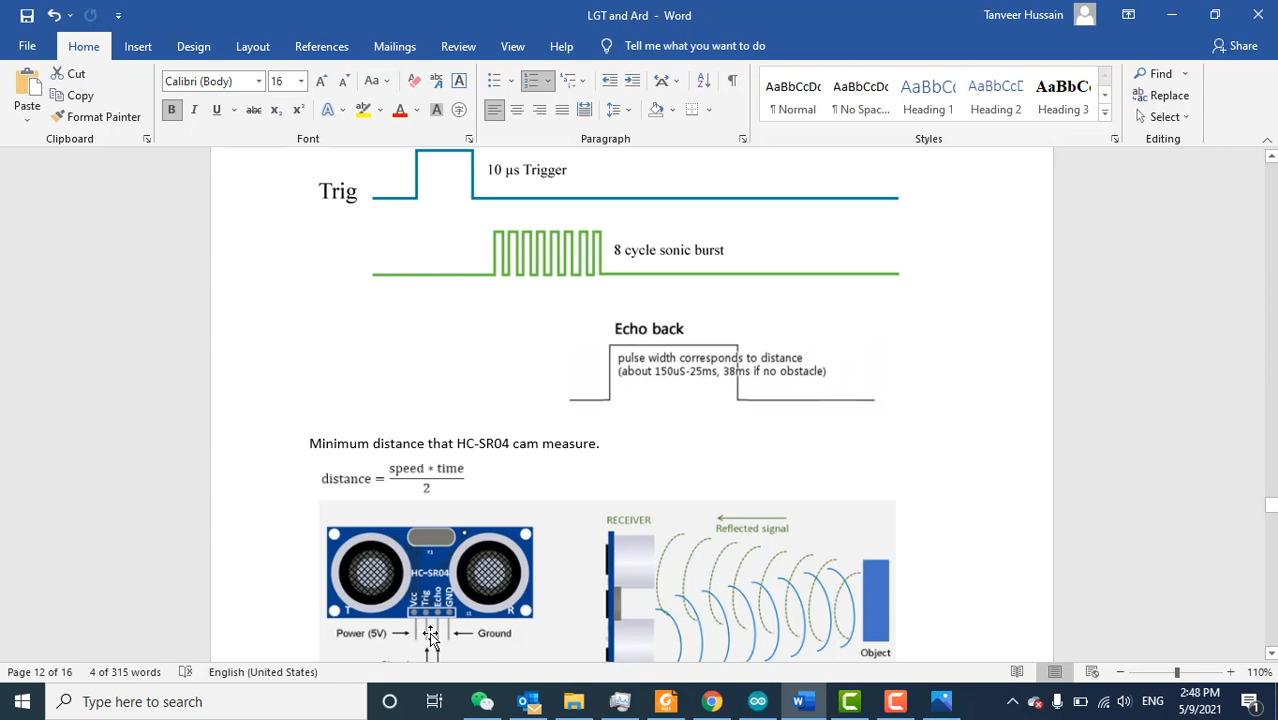 LGT and Ard - Word
Tanveer Hussain
File Home Insert Design Layout References Mailings Review View Help Tell me what you want to do Share
Paste
Cut
Copy
Format Painter
Clipboard
Calibri (Body) 16
Font
Paragraph
AaBbCcDc AaBbCcDc AaBbC AaBbCcD AaBbC
¶ Normal ¶ No Spac... Heading 1 Heading 2 Heading 3
Styles
Find
Replace
Select
Editing
Trig
10 µs Trigger
8 cycle sonic burst
Echo back
pulse width corresponds to distance
(about 150uS-25ms, 38ms if no obstacle)
Minimum distance that HC-SR04 cam measure.
distance = speed * time
2
RECEIVER
Reflected signal
Y1
HC-SR04
Vcc Trig Echo GND
T R
J1
Power (5V) Ground
Object
Page 12 of 16 4 of 315 words English (United States) 110%
Type here to search
ENG
2:48 PM
5/9/2021
1